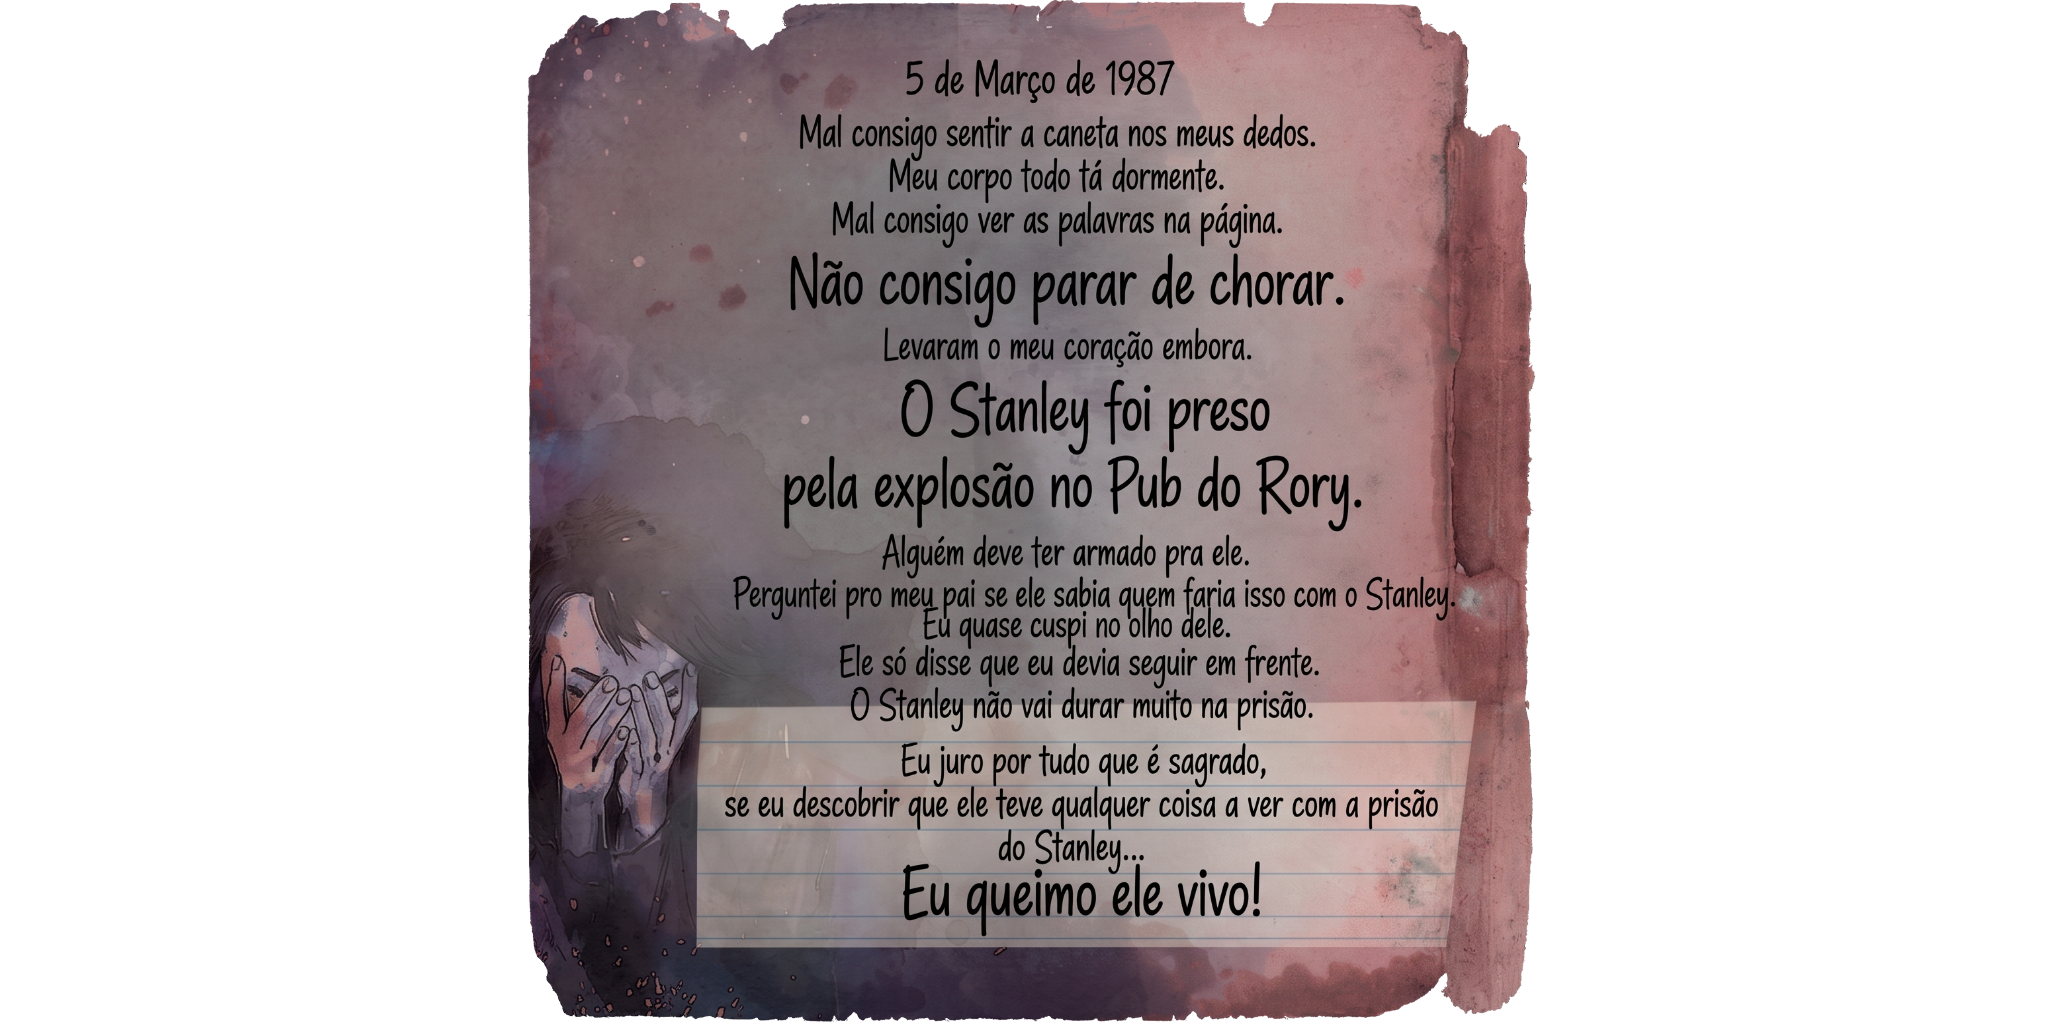 5 de Março de 1987
Mal consigo sentir a caneta nos meus dedos.
Meu corpo todo tá dormente.
Mal consigo ver as palavras na página.
Não consigo parar de chorar.
Levaram o meu coração embora.
O Stanley foi preso
pela explosão no Pub do Rory.
Alguém deve ter armado pra ele.
Perguntei pro meu pai se ele sabia quem faria isso com o Stanley.
Eu quase cuspi no olho dele.
Ele só disse que eu devia seguir em frente.
O Stanley não vai durar muito na prisão.
Eu juro por tudo que é sagrado,
se eu descobrir que ele teve qualquer coisa a ver com a prisão
do Stanley...
Eu queimo ele vivo!